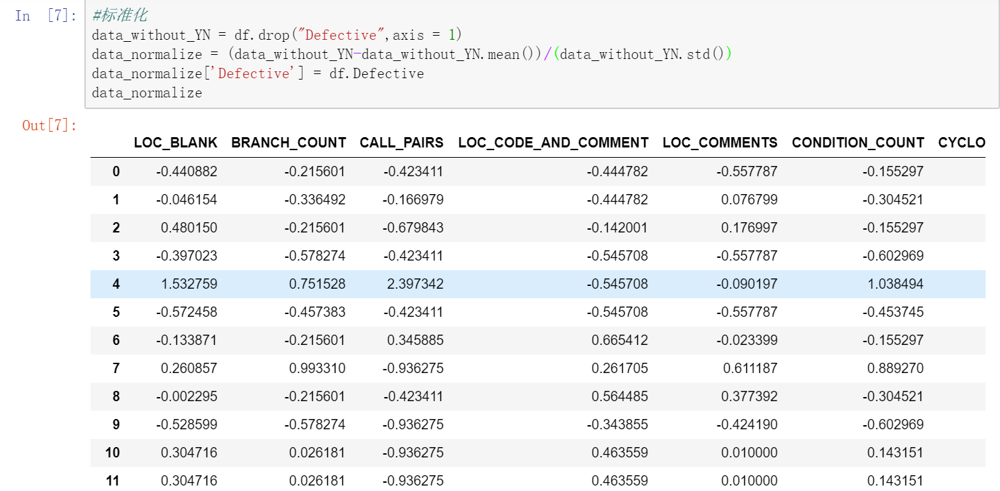 In [7]:
#标准化
data_without_YN = df.drop("Defective",axis = 1)
data_normalize = (data_without_YN-data_without_YN.mean())/(data_without_YN.std())
data_normalize['Defective'] = df.Defective
data_normalize
Out[7]:
LOC_BLANK BRANCH_COUNT CALL_PAIRS LOC_CODE_AND_COMMENT LOC_COMMENTS CONDITION_COUNT CYCLO
0 -0.440882 -0.215601 -0.423411 -0.444782 -0.557787 -0.155297
1 -0.046154 -0.336492 -0.166979 -0.444782 0.076799 -0.304521
2 0.480150 -0.215601 -0.679843 -0.142001 0.176997 -0.155297
3 -0.397023 -0.578274 -0.423411 -0.545708 -0.557787 -0.602969
4 1.532759 0.751528 2.397342 -0.545708 -0.090197 1.038494
5 -0.572458 -0.457383 -0.423411 -0.545708 -0.557787 -0.453745
6 -0.133871 -0.215601 0.345885 0.665412 -0.023399 -0.155297
7 0.260857 0.993310 -0.936275 0.261705 0.611187 0.889270
8 -0.002295 -0.215601 -0.423411 0.564485 0.377392 -0.304521
9 -0.528599 -0.578274 -0.936275 -0.343855 -0.424190 -0.602969
10 0.304716 0.026181 -0.936275 0.463559 0.010000 0.143151
11 0.304716 0.026181 -0.936275 0.463559 0.010000 0.143151